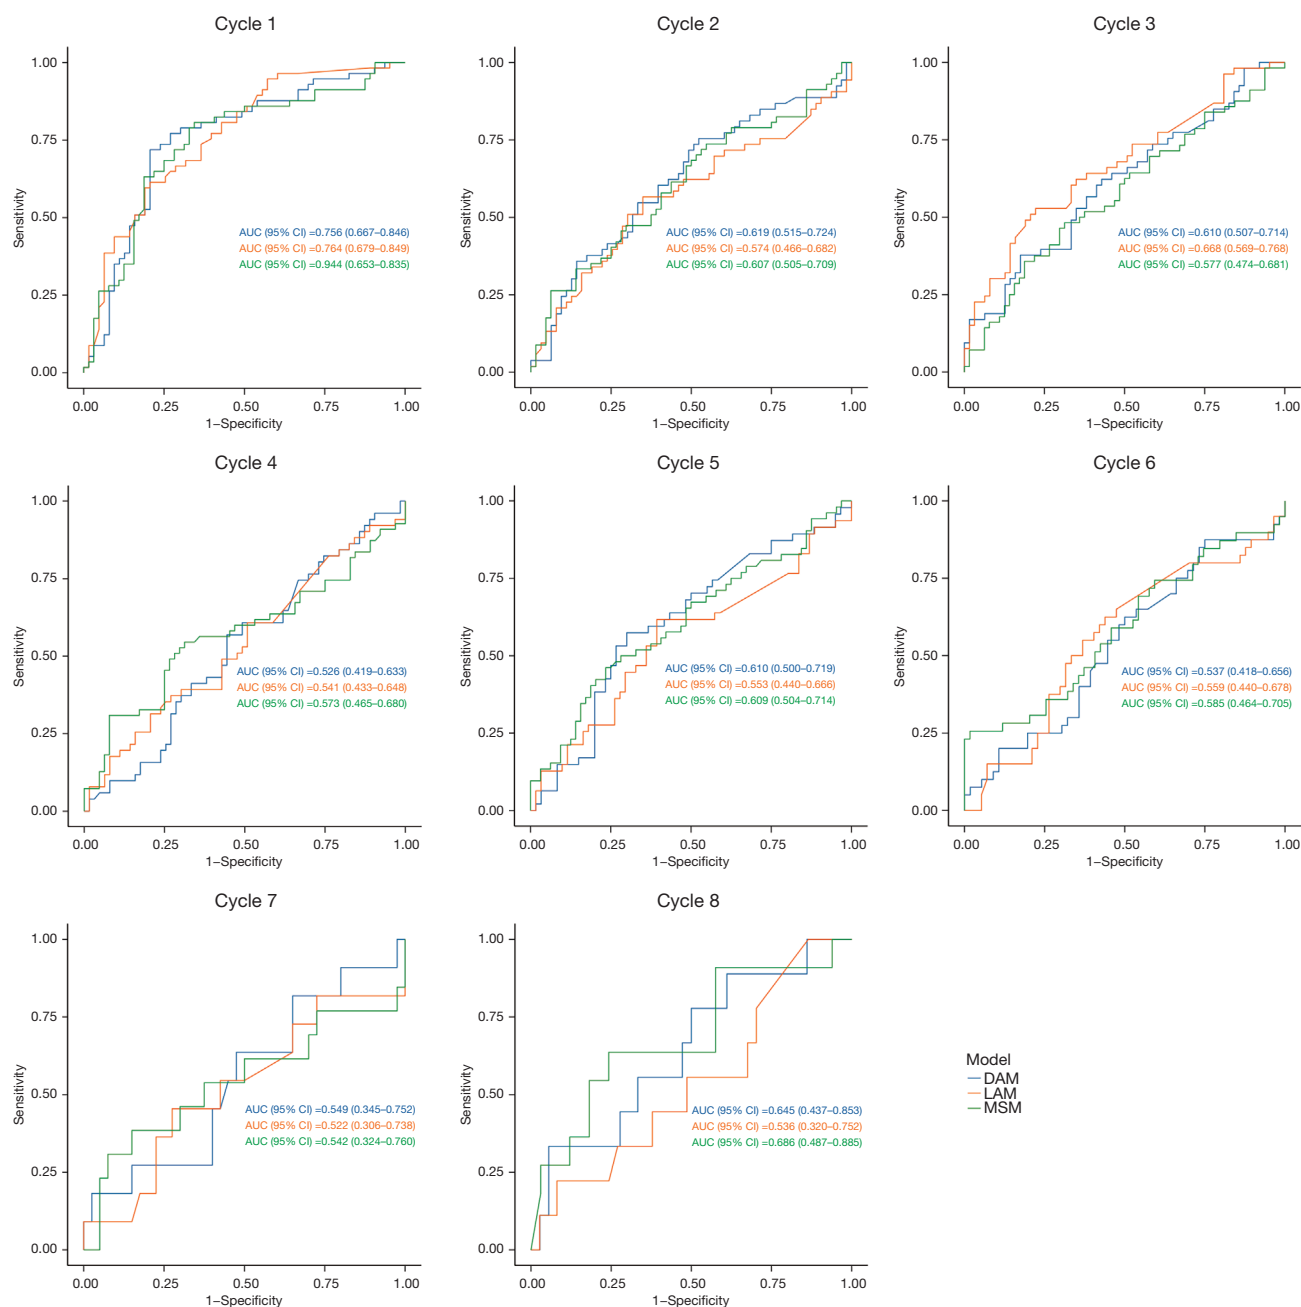 Cycle 1
1.00
0.75
0.50
0.25
0.00
Sensitivity
AUC (95% CI) =0.756 (0.667–0.846)
AUC (95% CI) =0.764 (0.679–0.849)
AUC (95% CI) =0.944 (0.653–0.835)
0.00 0.25 0.50 0.75 1.00
1–Specificity
Cycle 2
1.00
0.75
0.50
0.25
0.00
Sensitivity
AUC (95% CI) =0.619 (0.515–0.724)
AUC (95% CI) =0.574 (0.466–0.682)
AUC (95% CI) =0.607 (0.505–0.709)
0.00 0.25 0.50 0.75 1.00
1–Specificity
Cycle 3
1.00
0.75
0.50
0.25
0.00
Sensitivity
AUC (95% CI) =0.610 (0.507–0.714)
AUC (95% CI) =0.668 (0.569–0.768)
AUC (95% CI) =0.577 (0.474–0.681)
0.00 0.25 0.50 0.75 1.00
1–Specificity
Cycle 4
1.00
0.75
0.50
0.25
0.00
Sensitivity
AUC (95% CI) =0.526 (0.419–0.633)
AUC (95% CI) =0.541 (0.433–0.648)
AUC (95% CI) =0.573 (0.465–0.680)
0.00 0.25 0.50 0.75 1.00
1–Specificity
Cycle 5
1.00
0.75
0.50
0.25
0.00
Sensitivity
AUC (95% CI) =0.610 (0.500–0.719)
AUC (95% CI) =0.553 (0.440–0.666)
AUC (95% CI) =0.609 (0.504–0.714)
0.00 0.25 0.50 0.75 1.00
1–Specificity
Cycle 6
1.00
0.75
0.50
0.25
0.00
Sensitivity
AUC (95% CI) =0.537 (0.418–0.656)
AUC (95% CI) =0.559 (0.440–0.678)
AUC (95% CI) =0.585 (0.464–0.705)
0.00 0.25 0.50 0.75 1.00
1–Specificity
Cycle 7
1.00
0.75
0.50
0.25
0.00
Sensitivity
AUC (95% CI) =0.549 (0.345–0.752)
AUC (95% CI) =0.522 (0.306–0.738)
AUC (95% CI) =0.542 (0.324–0.760)
0.00 0.25 0.50 0.75 1.00
1–Specificity
Cycle 8
1.00
0.75
0.50
0.25
0.00
Sensitivity
AUC (95% CI) =0.645 (0.437–0.853)
AUC (95% CI) =0.536 (0.320–0.752)
AUC (95% CI) =0.686 (0.487–0.885)
0.00 0.25 0.50 0.75 1.00
1–Specificity
Model
DAM
LAM
MSM